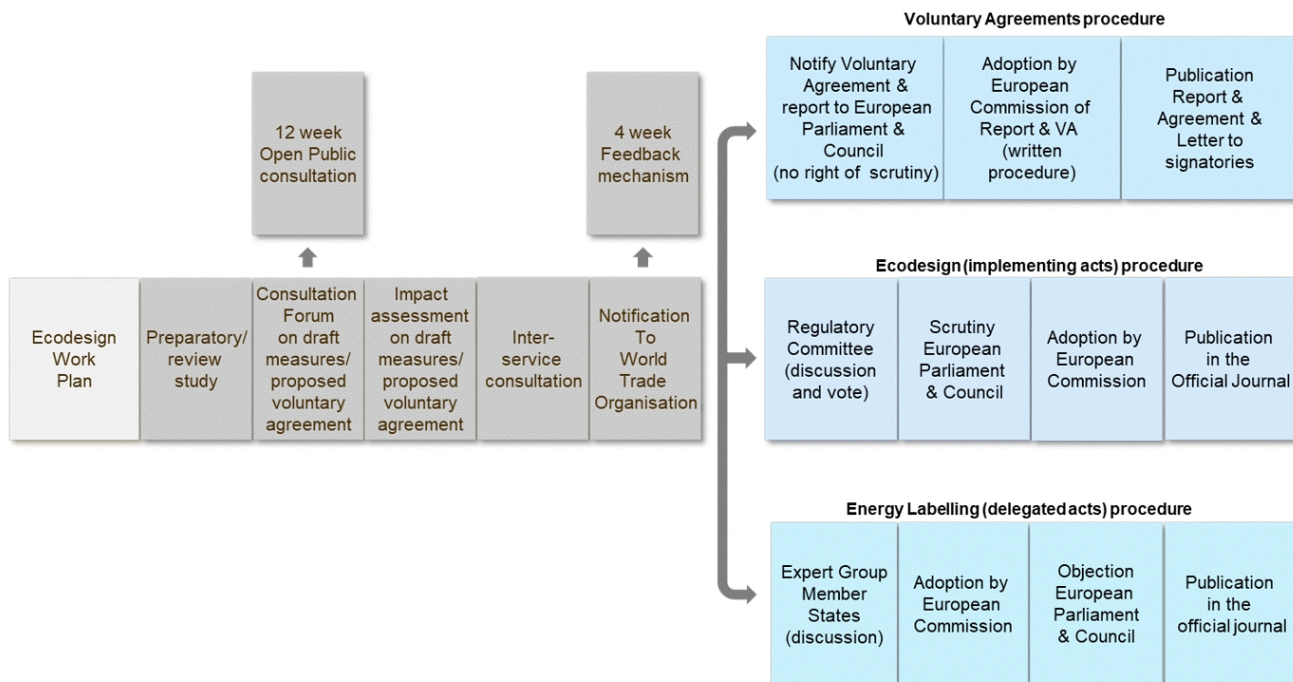 Voluntary Agreements procedure
Notify Voluntary
Agreement &
report to European
Parliament &
Council
(no right of scrutiny)
Adoption by
European
Commission of
Report & VA
(written
procedure)
Publication
Report &
Agreement &
Letter to
signatories
12 week
Open Public
consultation
4 week
Feedback
mechanism
Ecodesign
Work
Plan
Preparatory/
review
study
Consultation
Forum
on draft
measures/
proposed
voluntary
agreement
Impact
assessment
on draft
measures/
proposed
voluntary
agreement
Inter-
service
consultation
Notification
To
World
Trade
Organisation
Ecodesign (implementing acts) procedure
Regulatory
Committee
(discussion
and vote)
Scrutiny
European
Parliament
& Council
Adoption by
European
Commission
Publication
in the
Official Journal
Energy Labelling (delegated acts) procedure
Expert Group
Member
States
(discussion)
Adoption by
European
Commission
Objection
European
Parliament
& Council
Publication
in the
official journal